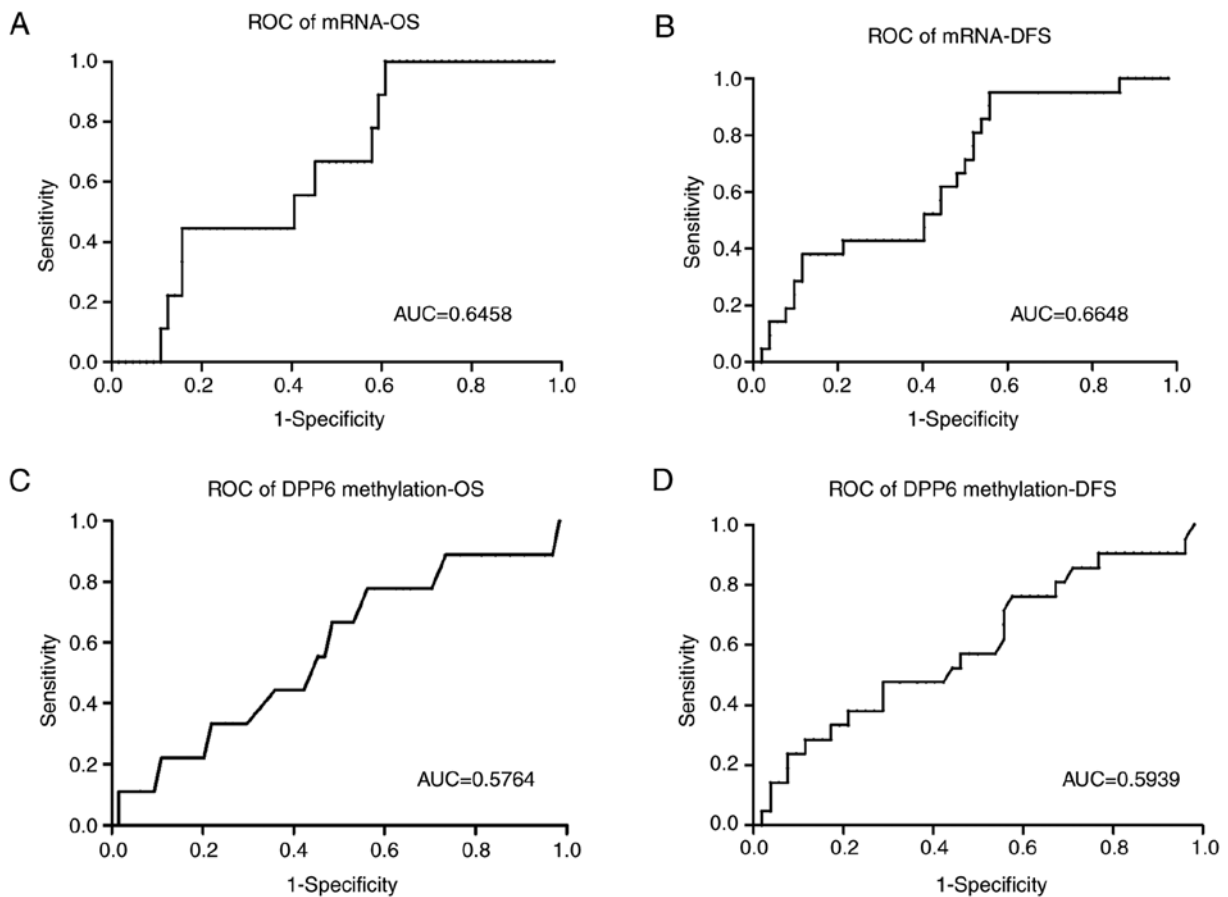 A
ROC of mRNA-OS
1.0
0.8
0.6
0.4
0.2
0.0
Sensitivity
AUC=0.6458
0.0 0.2 0.4 0.6 0.8 1.0
1-Specificity
B
ROC of mRNA-DFS
1.0
0.8
0.6
0.4
0.2
0.0
Sensitivity
AUC=0.6648
0.0 0.2 0.4 0.6 0.8 1.0
1-Specificity
C
ROC of DPP6 methylation-OS
1.0
0.8
0.6
0.4
0.2
0.0
Sensitivity
AUC=0.5764
0.0 0.2 0.4 0.6 0.8 1.0
1-Specificity
D
ROC of DPP6 methylation-DFS
1.0
0.8
0.6
0.4
0.2
0.0
Sensitivity
AUC=0.5939
0.0 0.2 0.4 0.6 0.8 1.0
1-Specificity